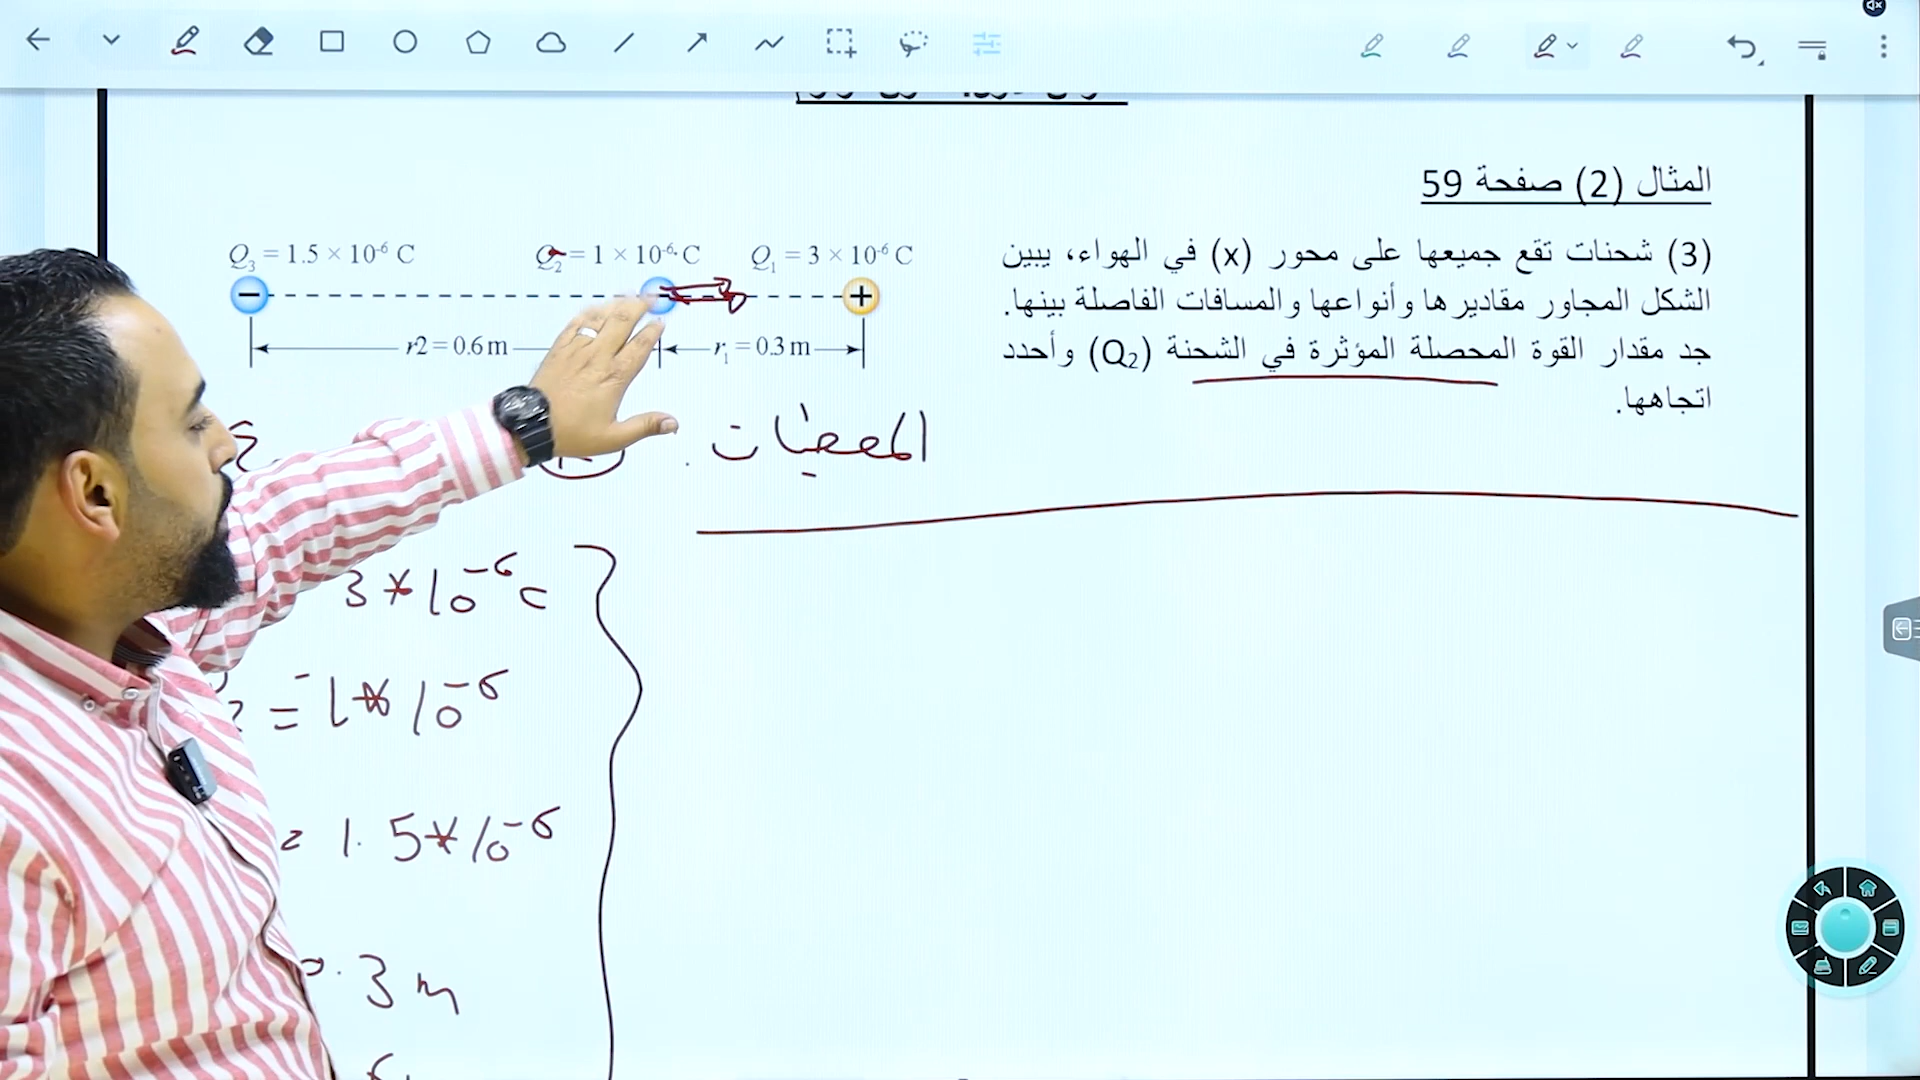 المثال (2) صفحة 59
(3) شحنات تقع جميعها على محور (x) في الهواء، يبين
الشكل المجاور مقاديرها وأنواعها والمسافات الفاصلة بينها.
جد مقدار القوة المحصلة المؤثرة في الشحنة (Q₂) وأحدد
اتجاهها.
Q₃ = 1.5 × 10⁻⁶ C
Q₂ = 1 × 10⁻⁶ C
Q₁ = 3 × 10⁻⁶ C
−
+
r2 = 0.6 m
r₁ = 0.3 m
المعطيات
3 * 10⁻⁶ c
2 = -1 * 10⁻⁶
= 1.5 * 10⁻⁶
0.3 m